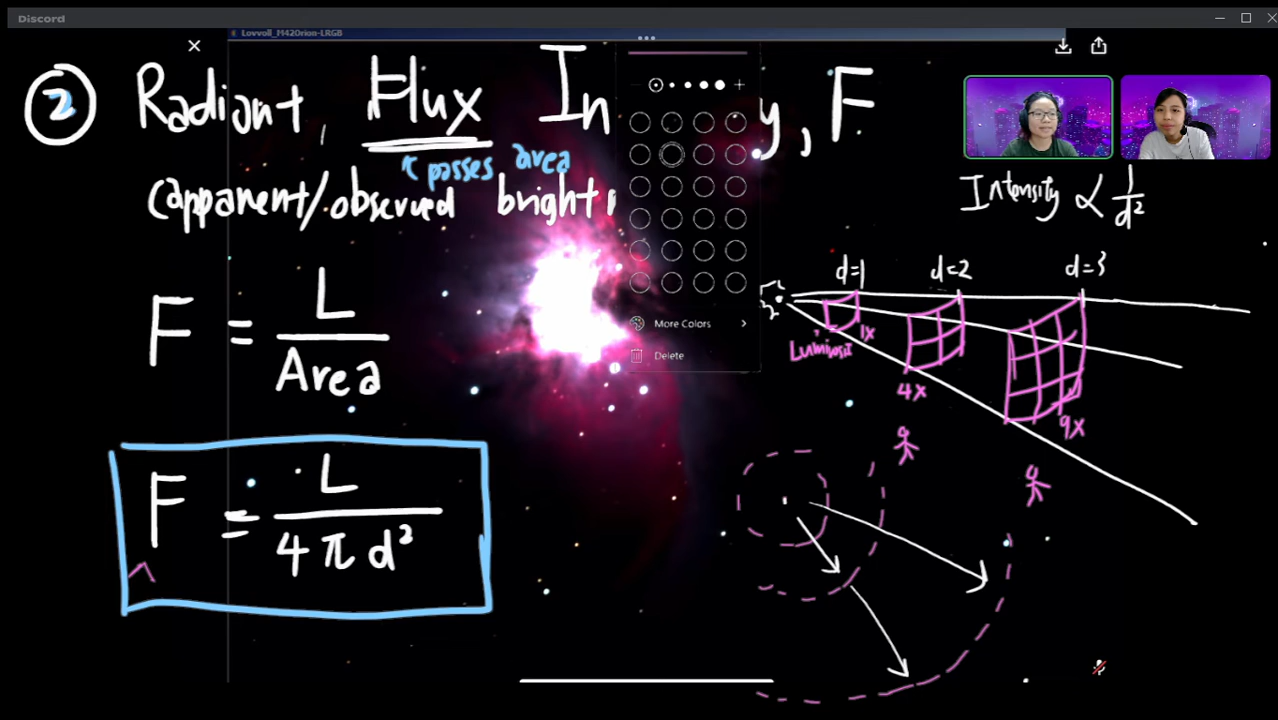 Discord
Lovvoll_M42Orion-LRGB
② Radiant Flux In y, F
passes area
(apparent/observed bright
Intensity ∝ 1/d²
F = L/Area
F = L/4πd²
More Colors
Delete
d=1 d=2 d=3
1x
4x
9x